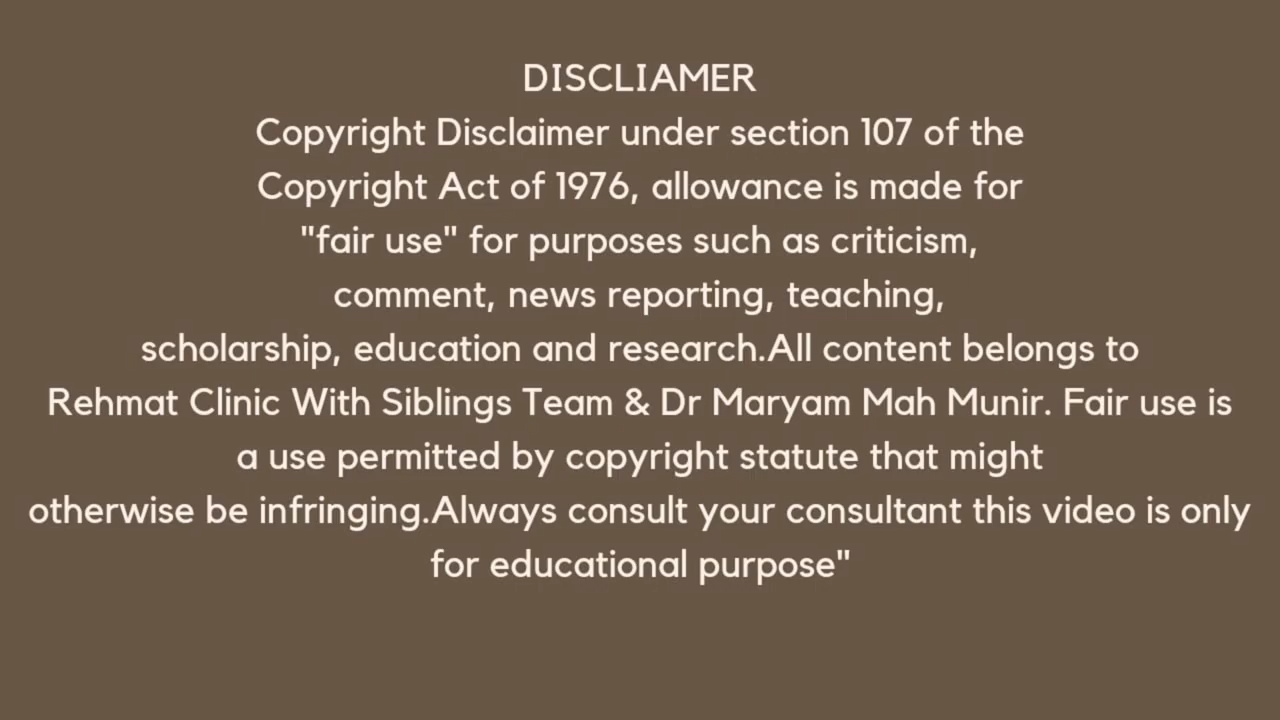 DISCLIAMER
Copyright Disclaimer under section 107 of the
Copyright Act of 1976, allowance is made for
"fair use" for purposes such as criticism,
comment, news reporting, teaching,
scholarship, education and research.All content belongs to
Rehmat Clinic With Siblings Team & Dr Maryam Mah Munir. Fair use is
a use permitted by copyright statute that might
otherwise be infringing.Always consult your consultant this video is only
for educational purpose"